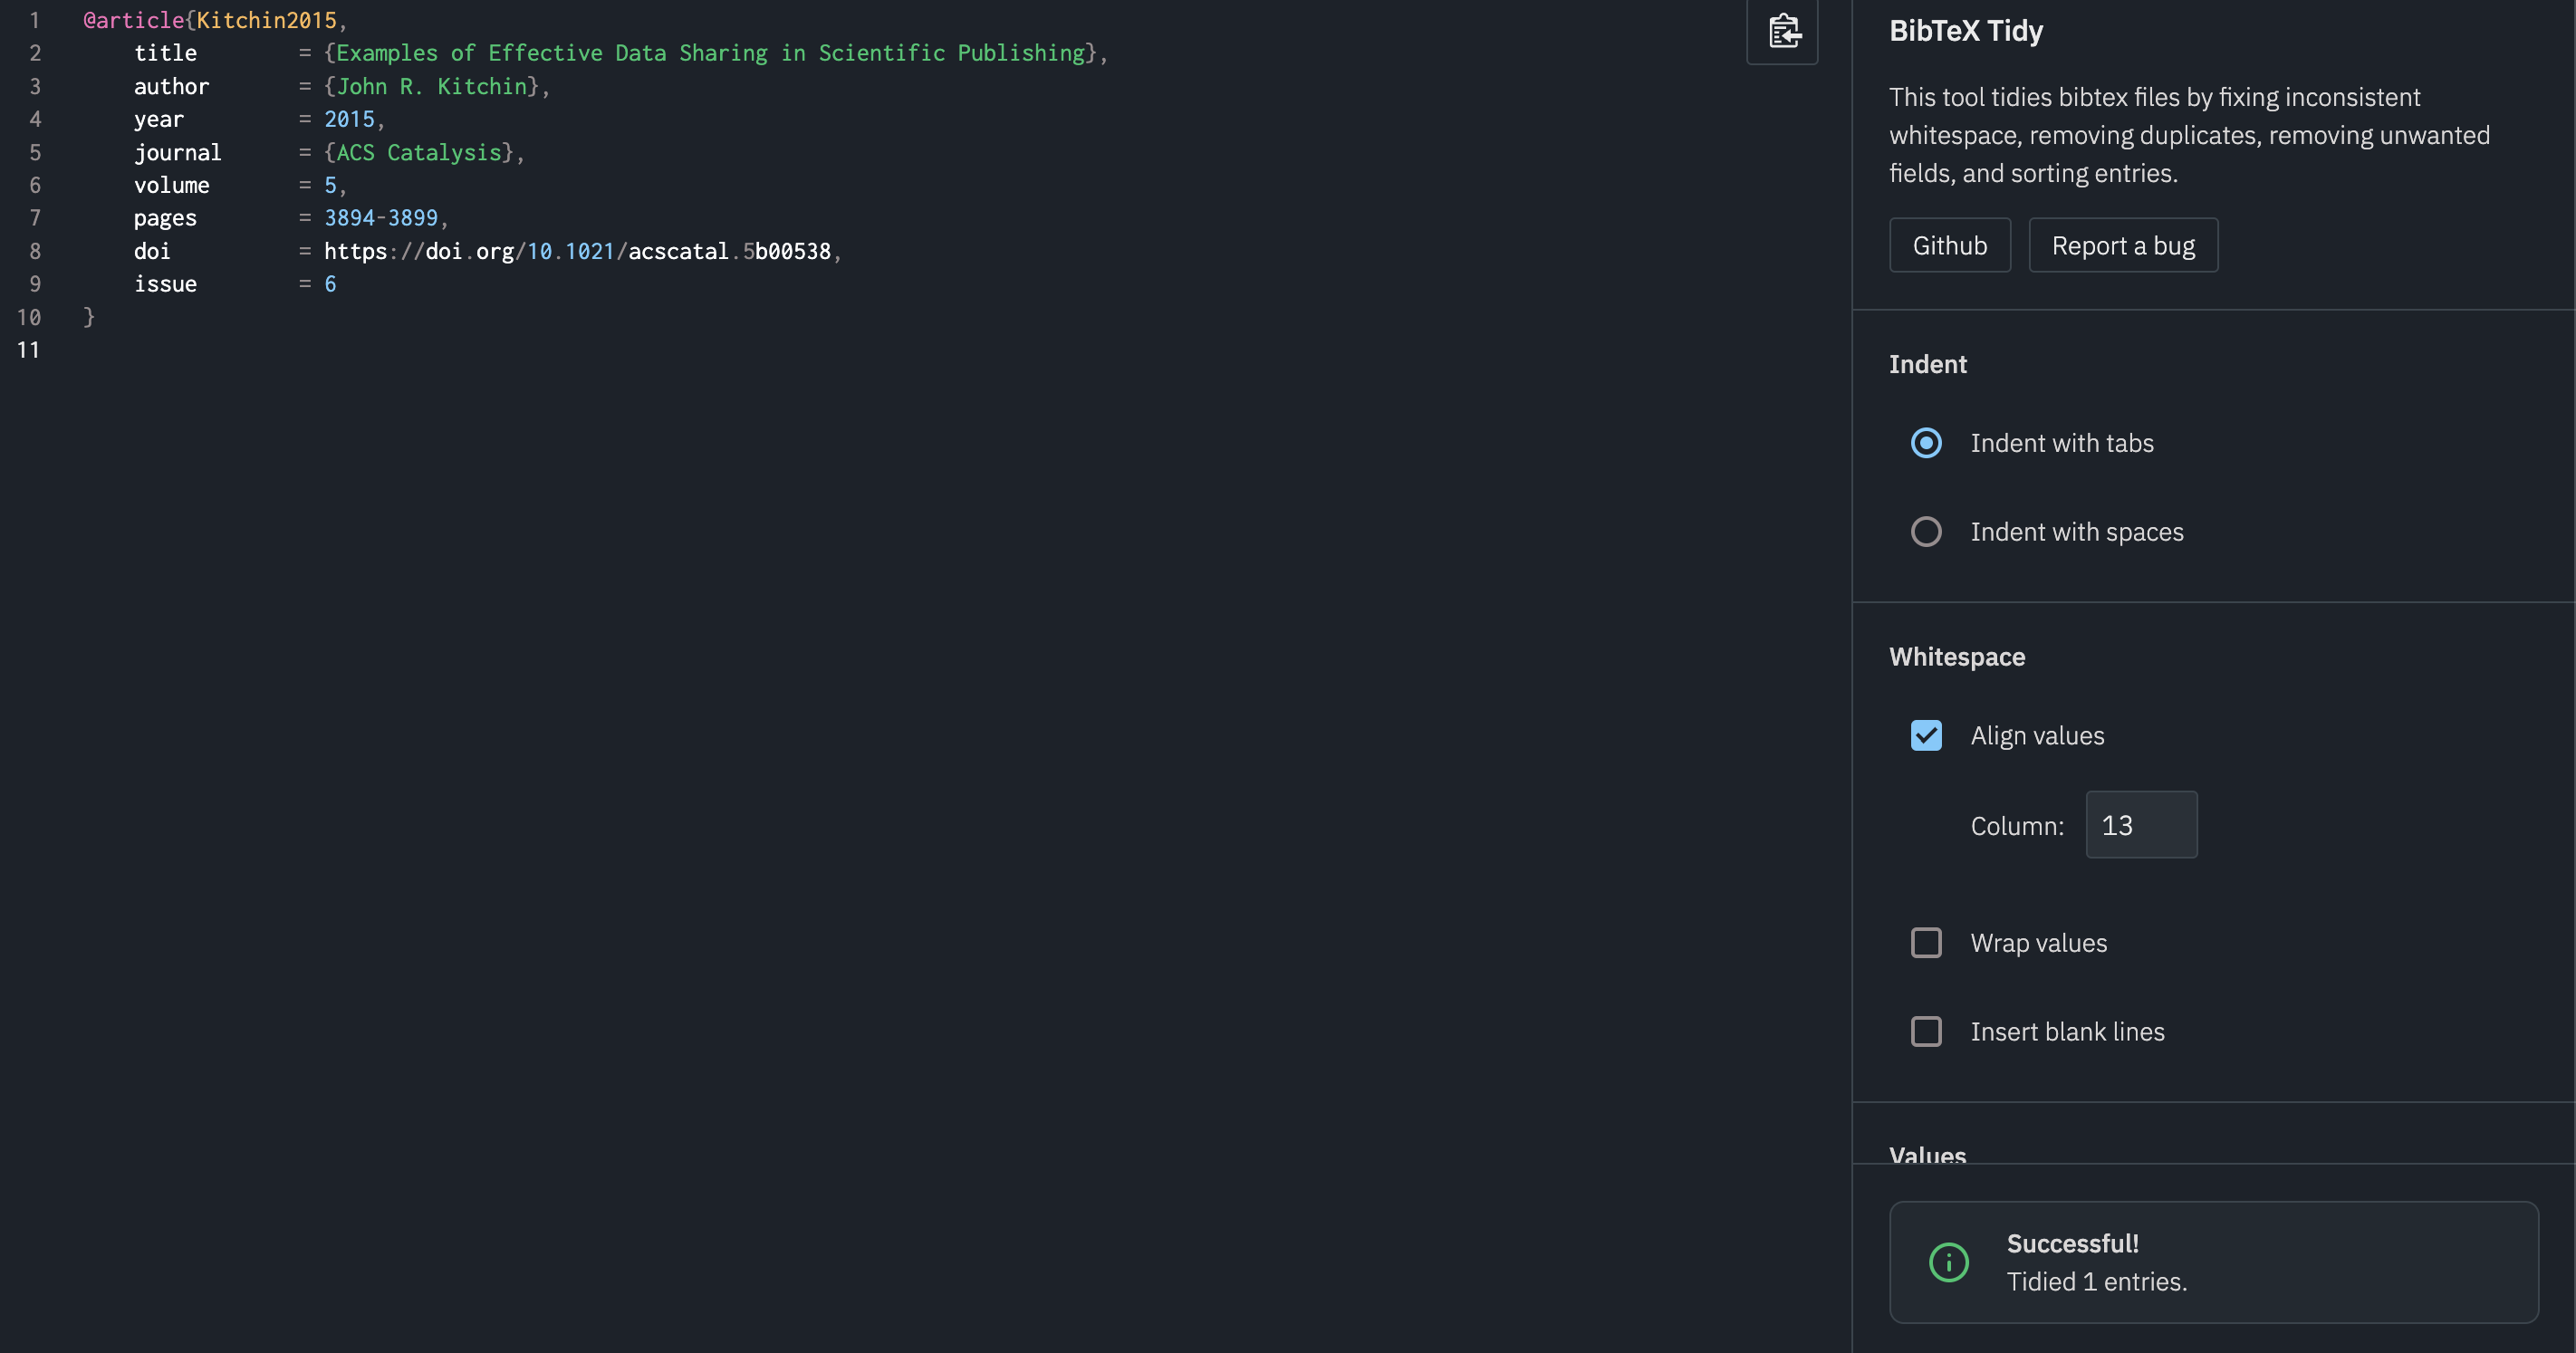 1 @article{Kitchin2015,
2 title = {Examples of Effective Data Sharing in Scientific Publishing},
3 author = {John R. Kitchin},
4 year = 2015,
5 journal = {ACS Catalysis},
6 volume = 5,
7 pages = 3894-3899,
8 doi = https://doi.org/10.1021/acscatal.5b00538,
9 issue = 6
10 }
11
BibTeX Tidy
This tool tidies bibtex files by fixing inconsistent
whitespace, removing duplicates, removing unwanted
fields, and sorting entries.
Github Report a bug
Indent
Indent with tabs
Indent with spaces
Whitespace
Align values
Column: 13
Wrap values
Insert blank lines
Values
Successful!
Tidied 1 entries.